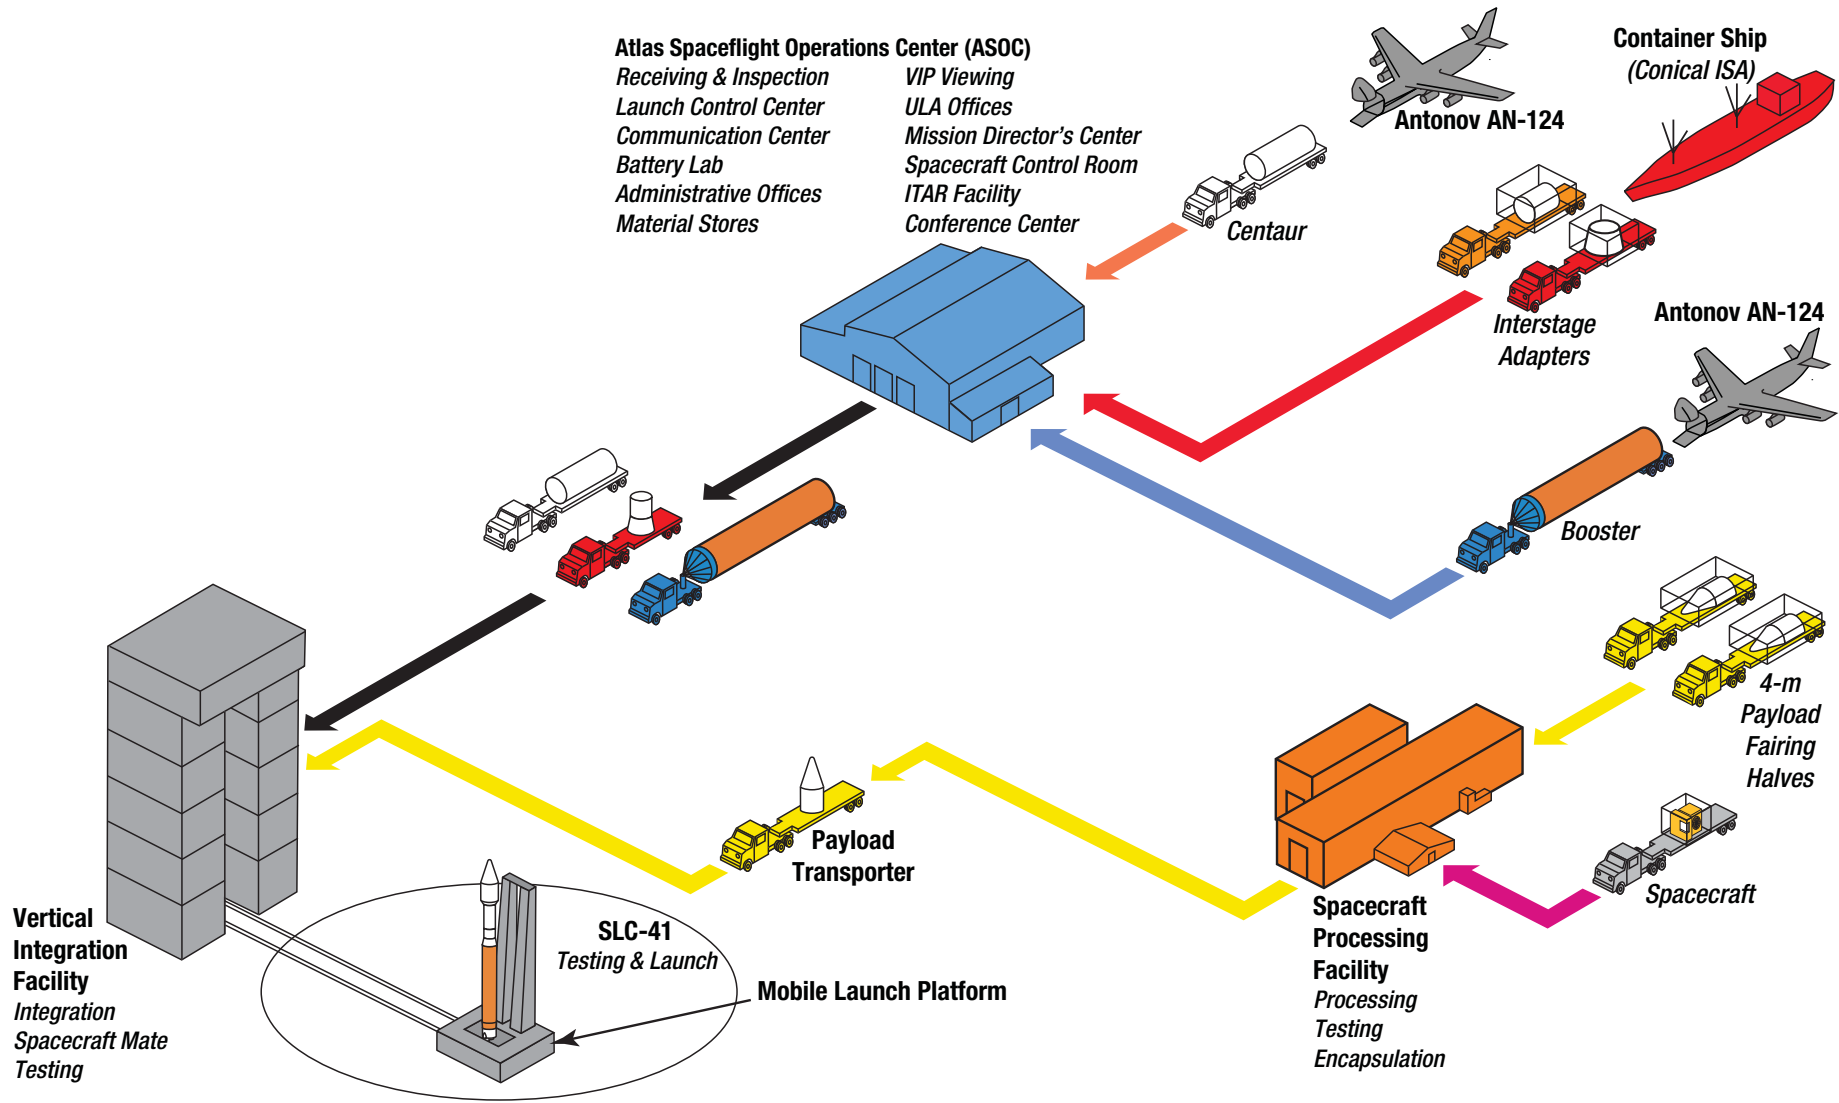 Atlas Spaceflight Operations Center (ASOC)
Receiving & Inspection
Launch Control Center
Communication Center
Battery Lab
Administrative Offices
Material Stores
VIP Viewing
ULA Offices
Mission Director's Center
Spacecraft Control Room
ITAR Facility
Conference Center
Antonov AN-124
Container Ship
(Conical ISA)
Centaur
Interstage
Adapters
Antonov AN-124
Booster
4-m
Payload
Fairing
Halves
Payload
Transporter
Spacecraft
Spacecraft
Processing
Facility
Processing
Testing
Encapsulation
Vertical
Integration
Facility
Integration
Spacecraft Mate
Testing
SLC-41
Testing & Launch
Mobile Launch Platform